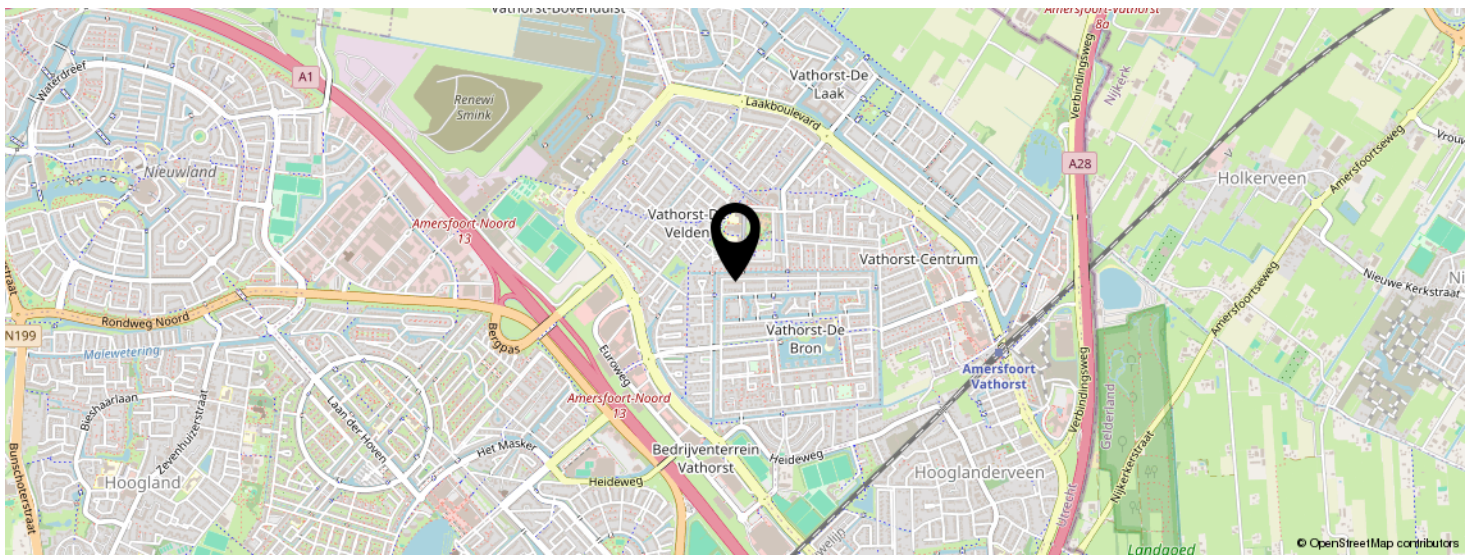 Vathorst-Bovenduist
Amersfoort-Vathorst
8a
Waterdreef
A1
Renewi
Smink
Vathorst-De
Laak
Laakboulevard
Verbindingsweg
Nijkerk
Amersfoortseweg
A28
Nieuwland
Holkerveen
Amersfoort-Noord
13
Vathorst-D
Velden
Vathorst-Centrum
Amersfoortseweg
Nieuwe Kerkstraat
Rondweg Noord
Bergpas
N199
Malewetering
Euroweg
Vathorst-De
Bron
Amersfoort
Vathorst
Verbindingsweg
Gelderland
Bieshaarlaan
Zevenhuizerstraat
Laan der Hoven
Amersfoort-Noord
13
Het Masker
Bedrijventerrein
Vathorst
Heideweg
Heideweg
Hooglanderveen
Nijkerkerstraat
Hoogland
Bunschoterstraat
Utrecht
Landgoed
© OpenStreetMap contributors